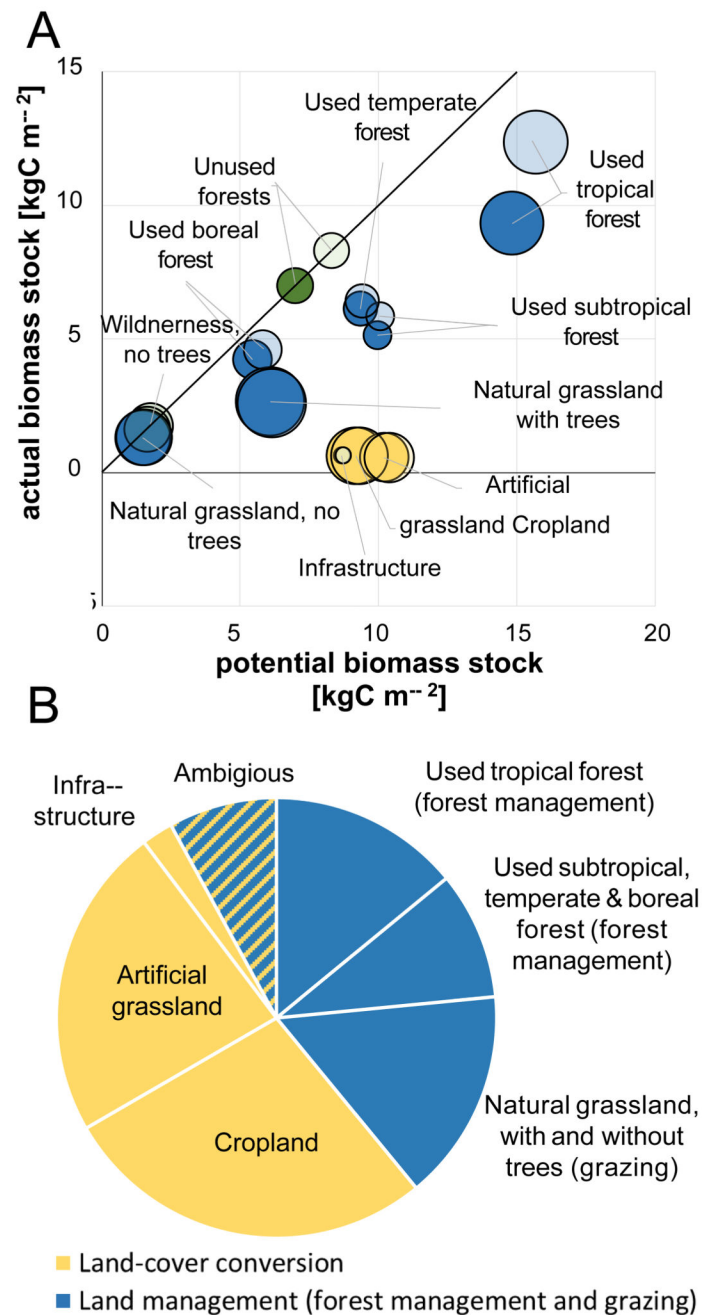 A
15
10
5
0
5
actual biomass stock [kgC m-- 2]
Used temperate
forest
Unused
forests
Used boreal
forest
Wildnerness,
no trees
Used
tropical
forest
Used subtropical
forest
Natural grassland
with trees
Artificial
grassland Cropland
Natural grassland, no
trees
Infrastructure
0
5
10
15
20
potential biomass stock
[kgC m-- 2]
B
Infra--
structure
Ambigious
Used tropical forest
(forest management)
Used subtropical,
temperate & boreal
forest (forest
management)
Artificial
grassland
Natural grassland,
with and without
trees (grazing)
Cropland
Land-cover conversion
Land management (forest management and grazing)